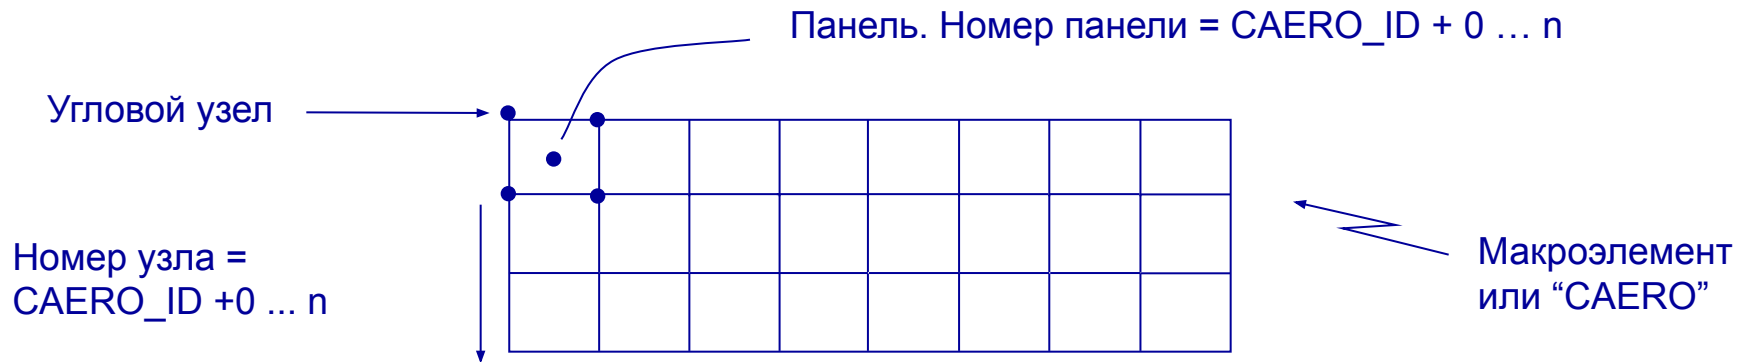 Панель. Номер панели = CAERO_ID + 0 … n
Угловой узел
Номер узла =
CAERO_ID +0 ... n
Макроэлемент
или “CAERO”